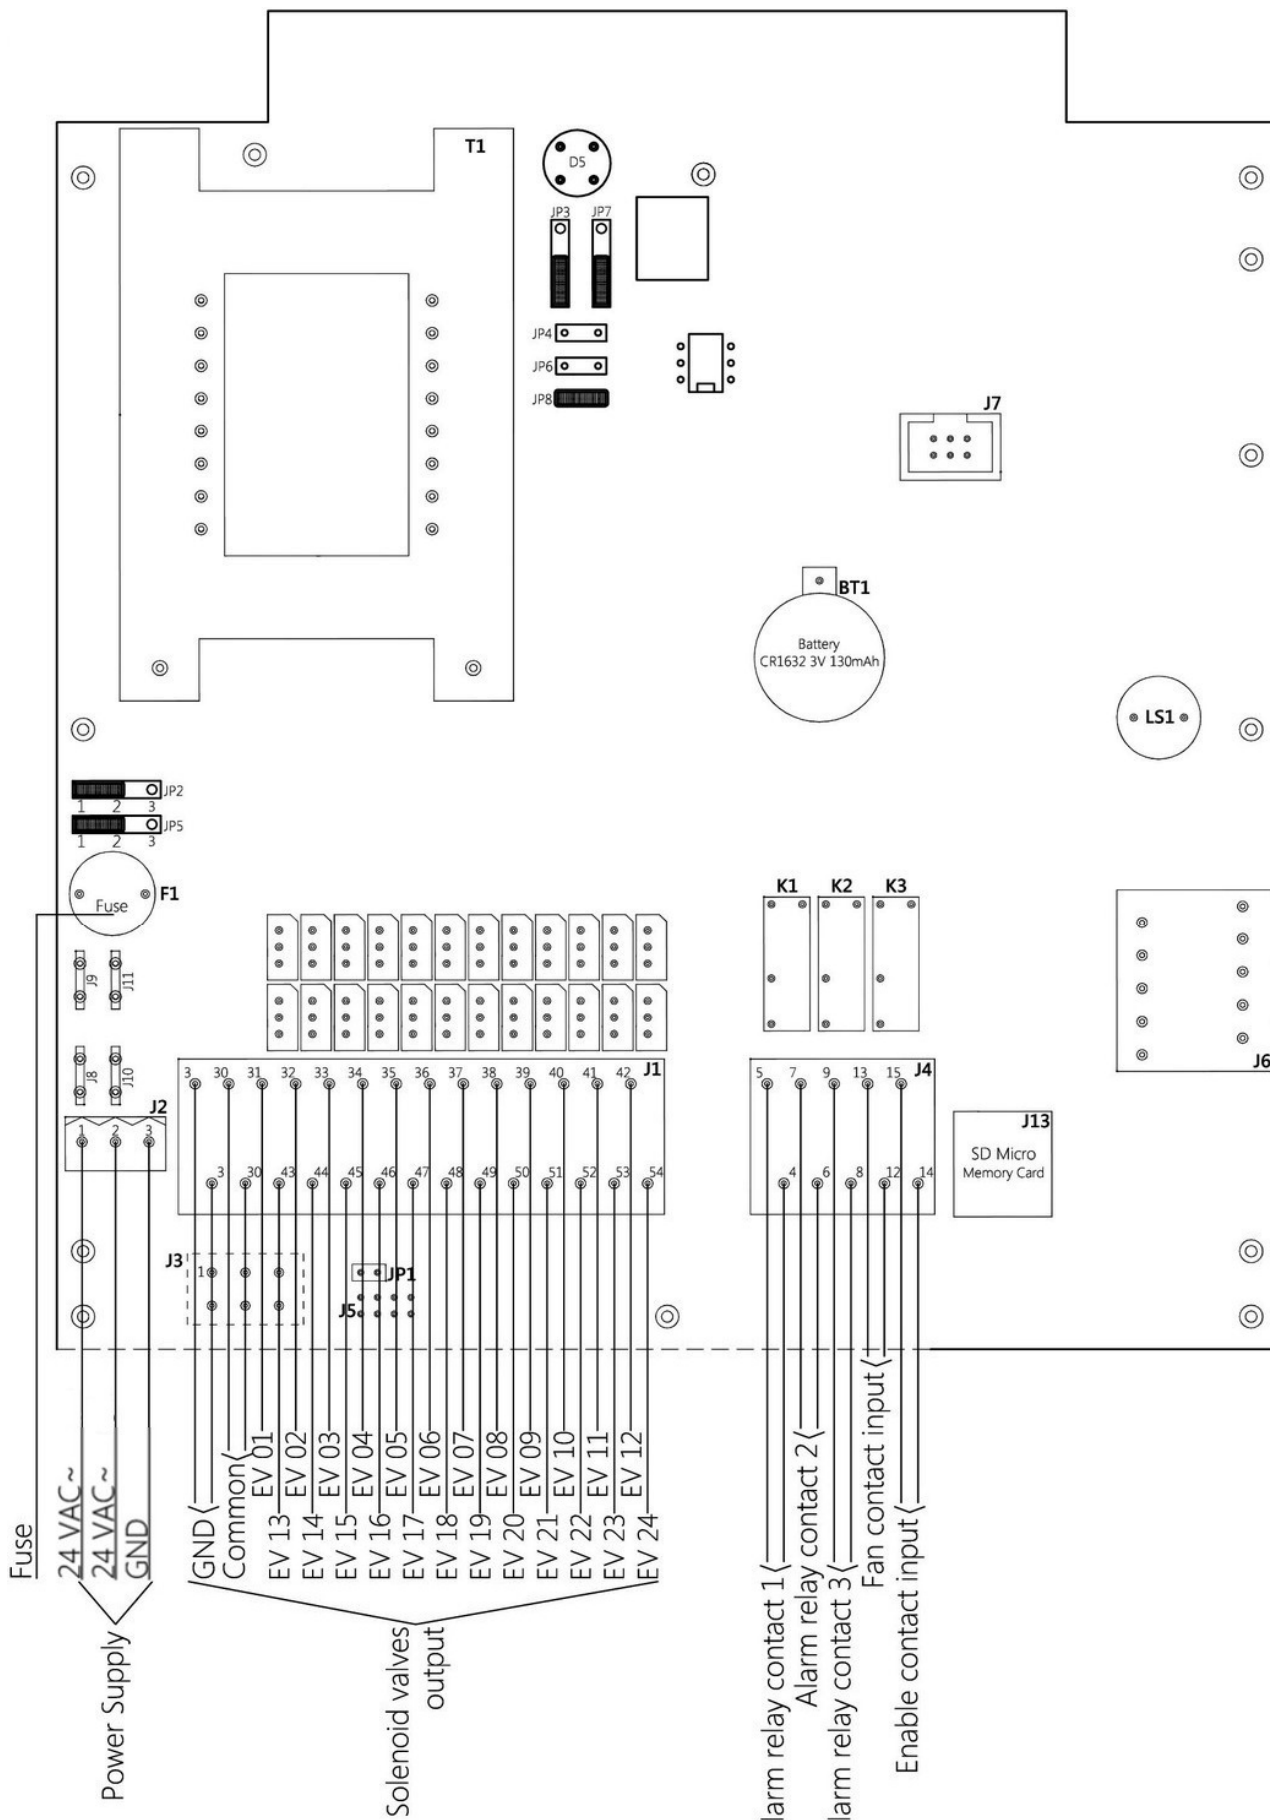 T1
D5
JP3 JP7
JP4
JP6
JP8
J7
BT1
Battery
CR1632 3V 130mAh
LS1
JP2
1 2 3
JP5
1 2 3
F1
Fuse
K1 K2 K3
J9 J11
J8 J10
J6
J2
1 2 3
J1
3 30 31 32 33 34 35 36 37 38 39 40 41 42
3 30 43 44 45 46 47 48 49 50 51 52 53 54
J4
5 7 9 13 15
4 6 8 12 14
J13
SD Micro
Memory Card
J3
1
JP1
J5
Fuse
24 VAC~
24 VAC~
GND
Power Supply
GND
Common
EV 01
EV 02
EV 03
EV 04
EV 05
EV 06
EV 07
EV 08
EV 09
EV 10
EV 11
EV 12
EV 13
EV 14
EV 15
EV 16
EV 17
EV 18
EV 19
EV 20
EV 21
EV 22
EV 23
EV 24
Solenoid valves
output
larm relay contact 1
Alarm relay contact 2
larm relay contact 3
Fan contact input
Enable contact input